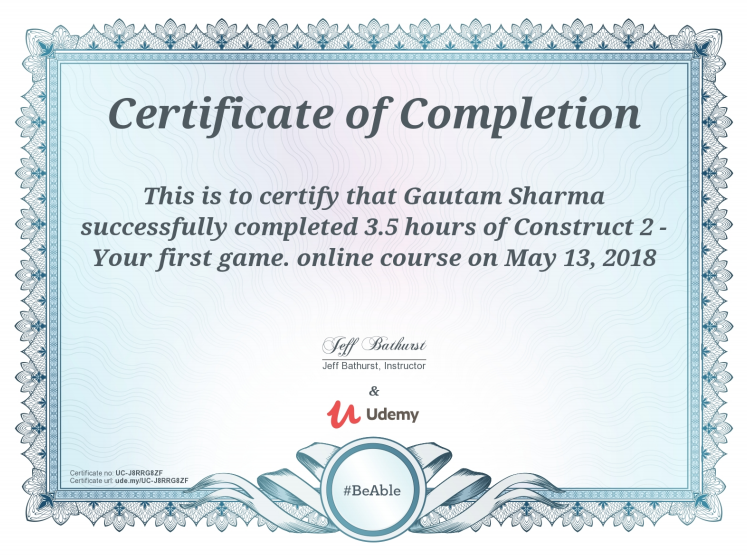 Certificate of Completion
This is to certify that Gautam Sharma
successfully completed 3.5 hours of Construct 2 -
Your first game. online course on May 13, 2018
Jeff Bathurst
Jeff Bathurst, Instructor
&
Udemy
Certificate no: UC-J8RRG8ZF
Certificate url: ude.my/UC-J8RRG8ZF
#BeAble